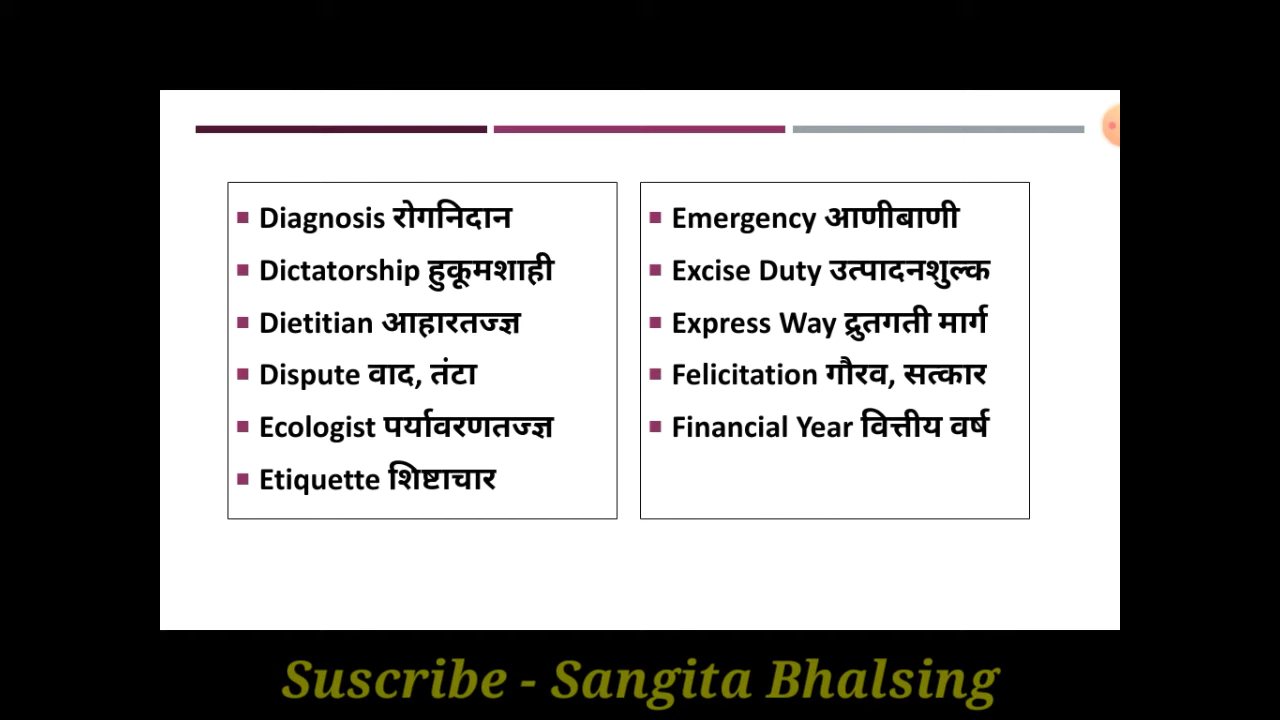 Diagnosis रोगनिदान
Dictatorship हुकूमशाही
Dietitian आहारतज्ज्ञ
Dispute वाद, तंटा
Ecologist पर्यावरणतज्ज्ञ
Etiquette शिष्टाचार
Emergency आणीबाणी
Excise Duty उत्पादनशुल्क
Express Way द्रुतगती मार्ग
Felicitation गौरव, सत्कार
Financial Year वित्तीय वर्ष
Suscribe - Sangita Bhalsing